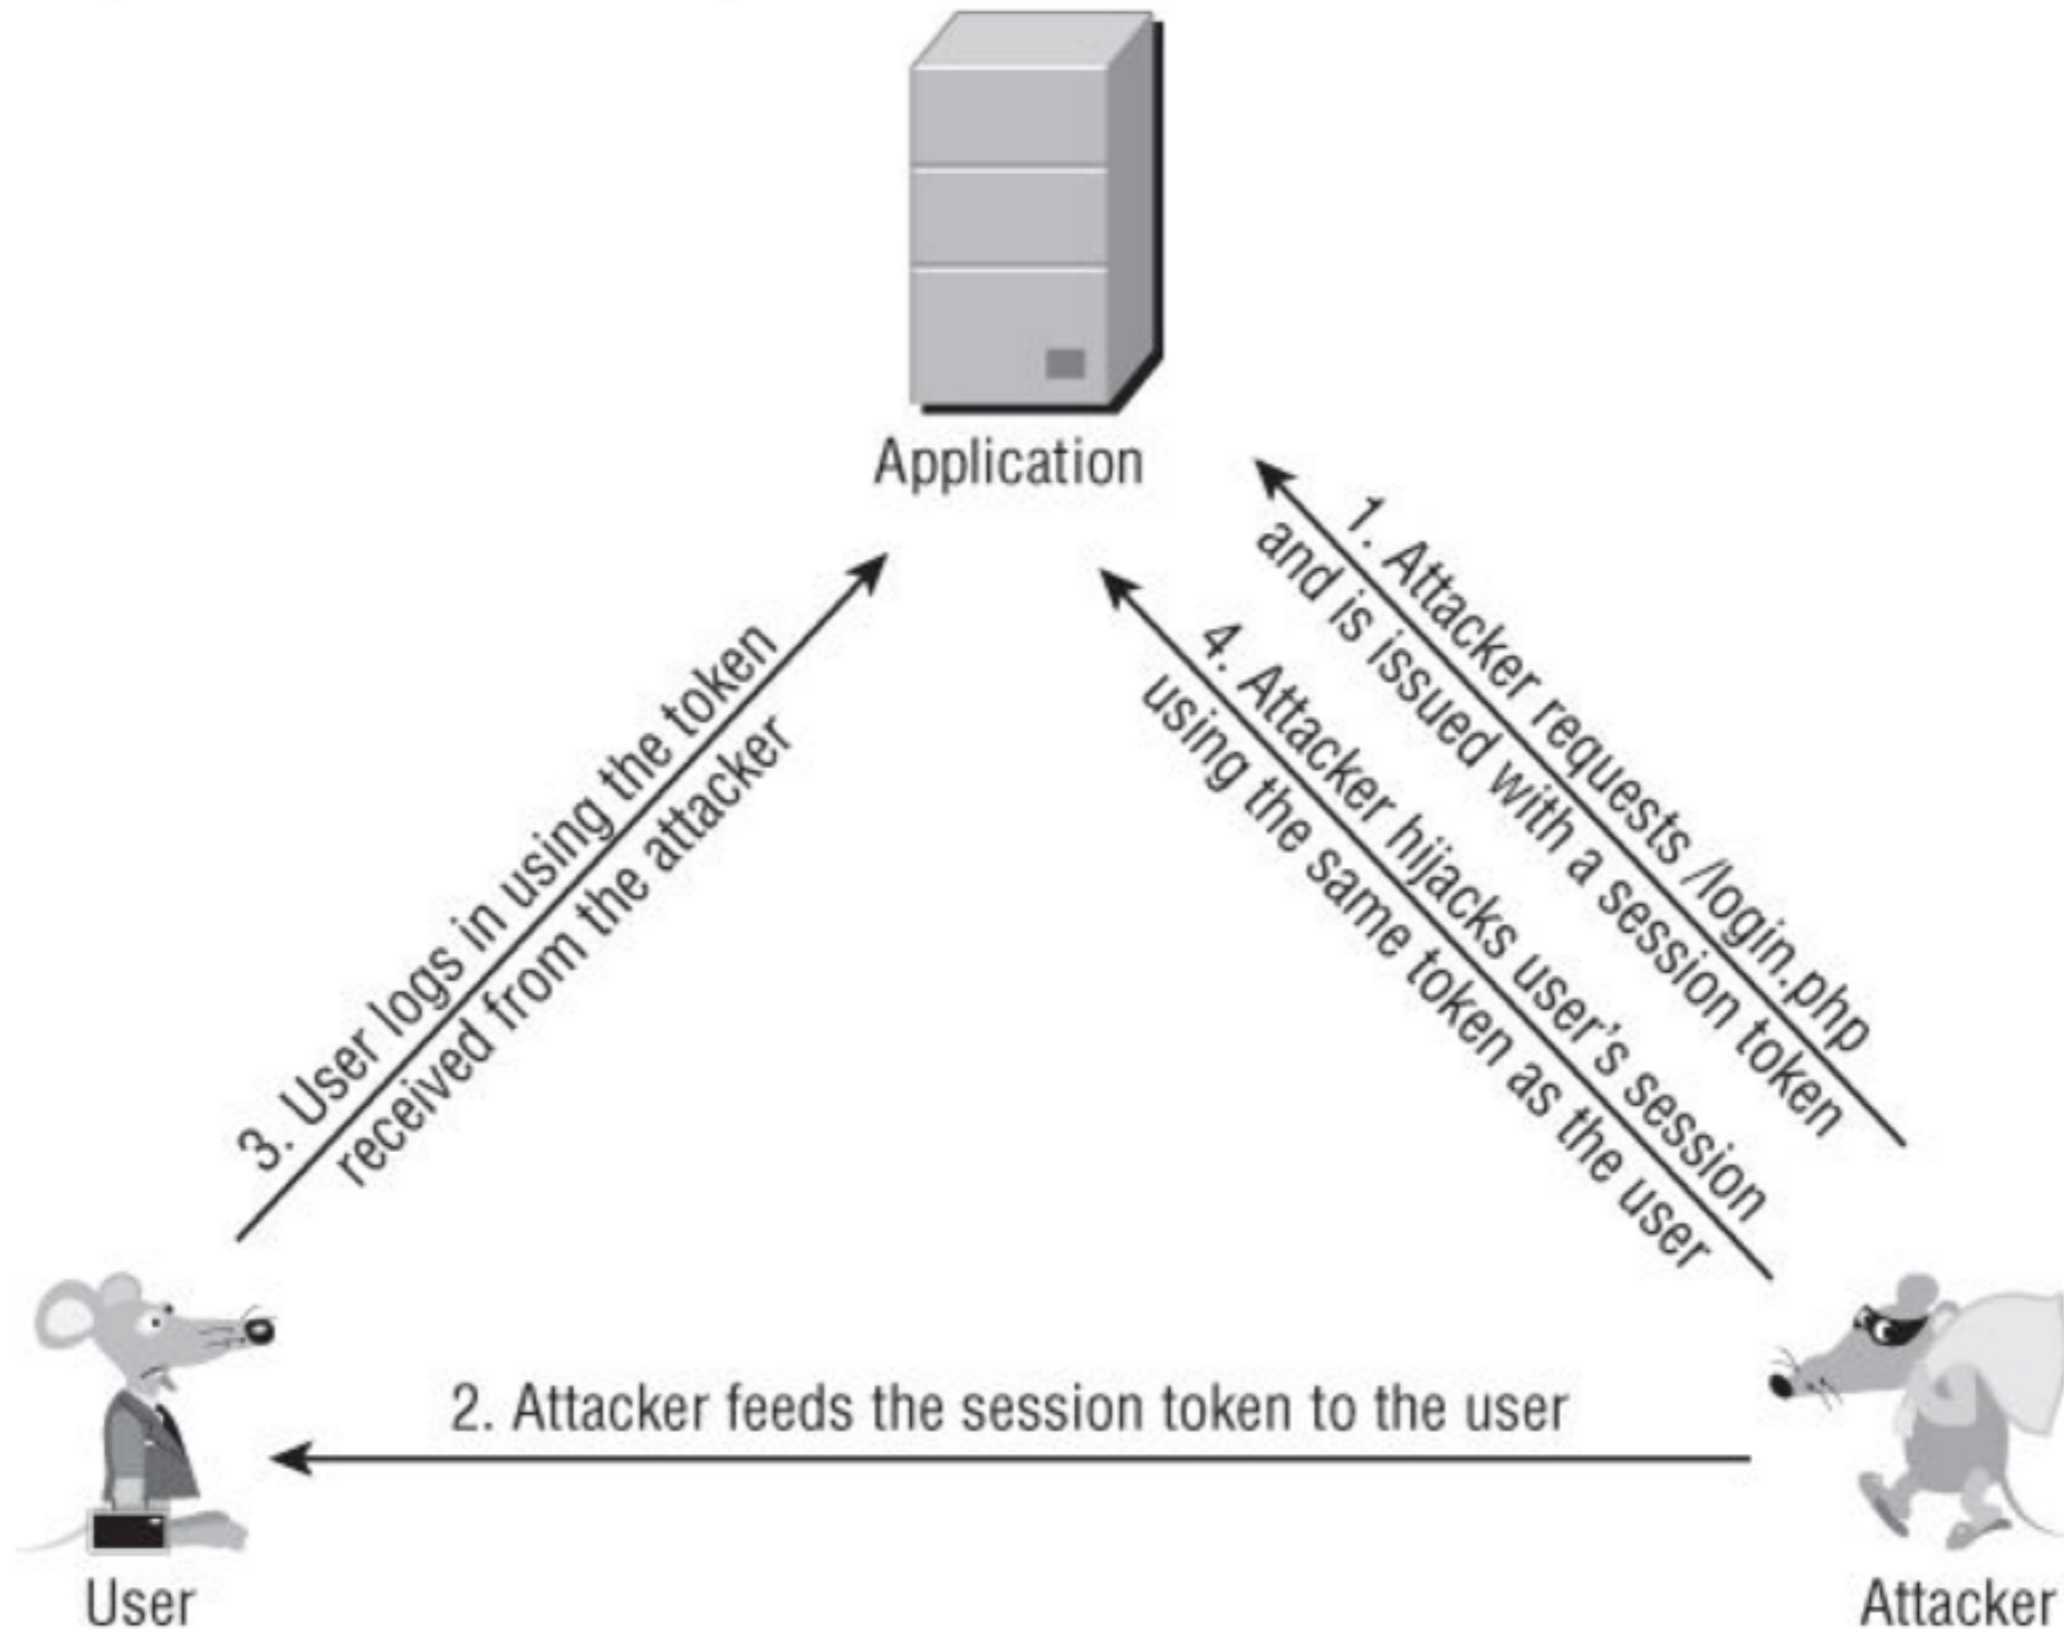 Application
1. Attacker requests /login.php
and is issued with a session token
4. Attacker hijacks user's session
using the same token as the user
3. User logs in using the token
received from the attacker
2. Attacker feeds the session token to the user
User
Attacker